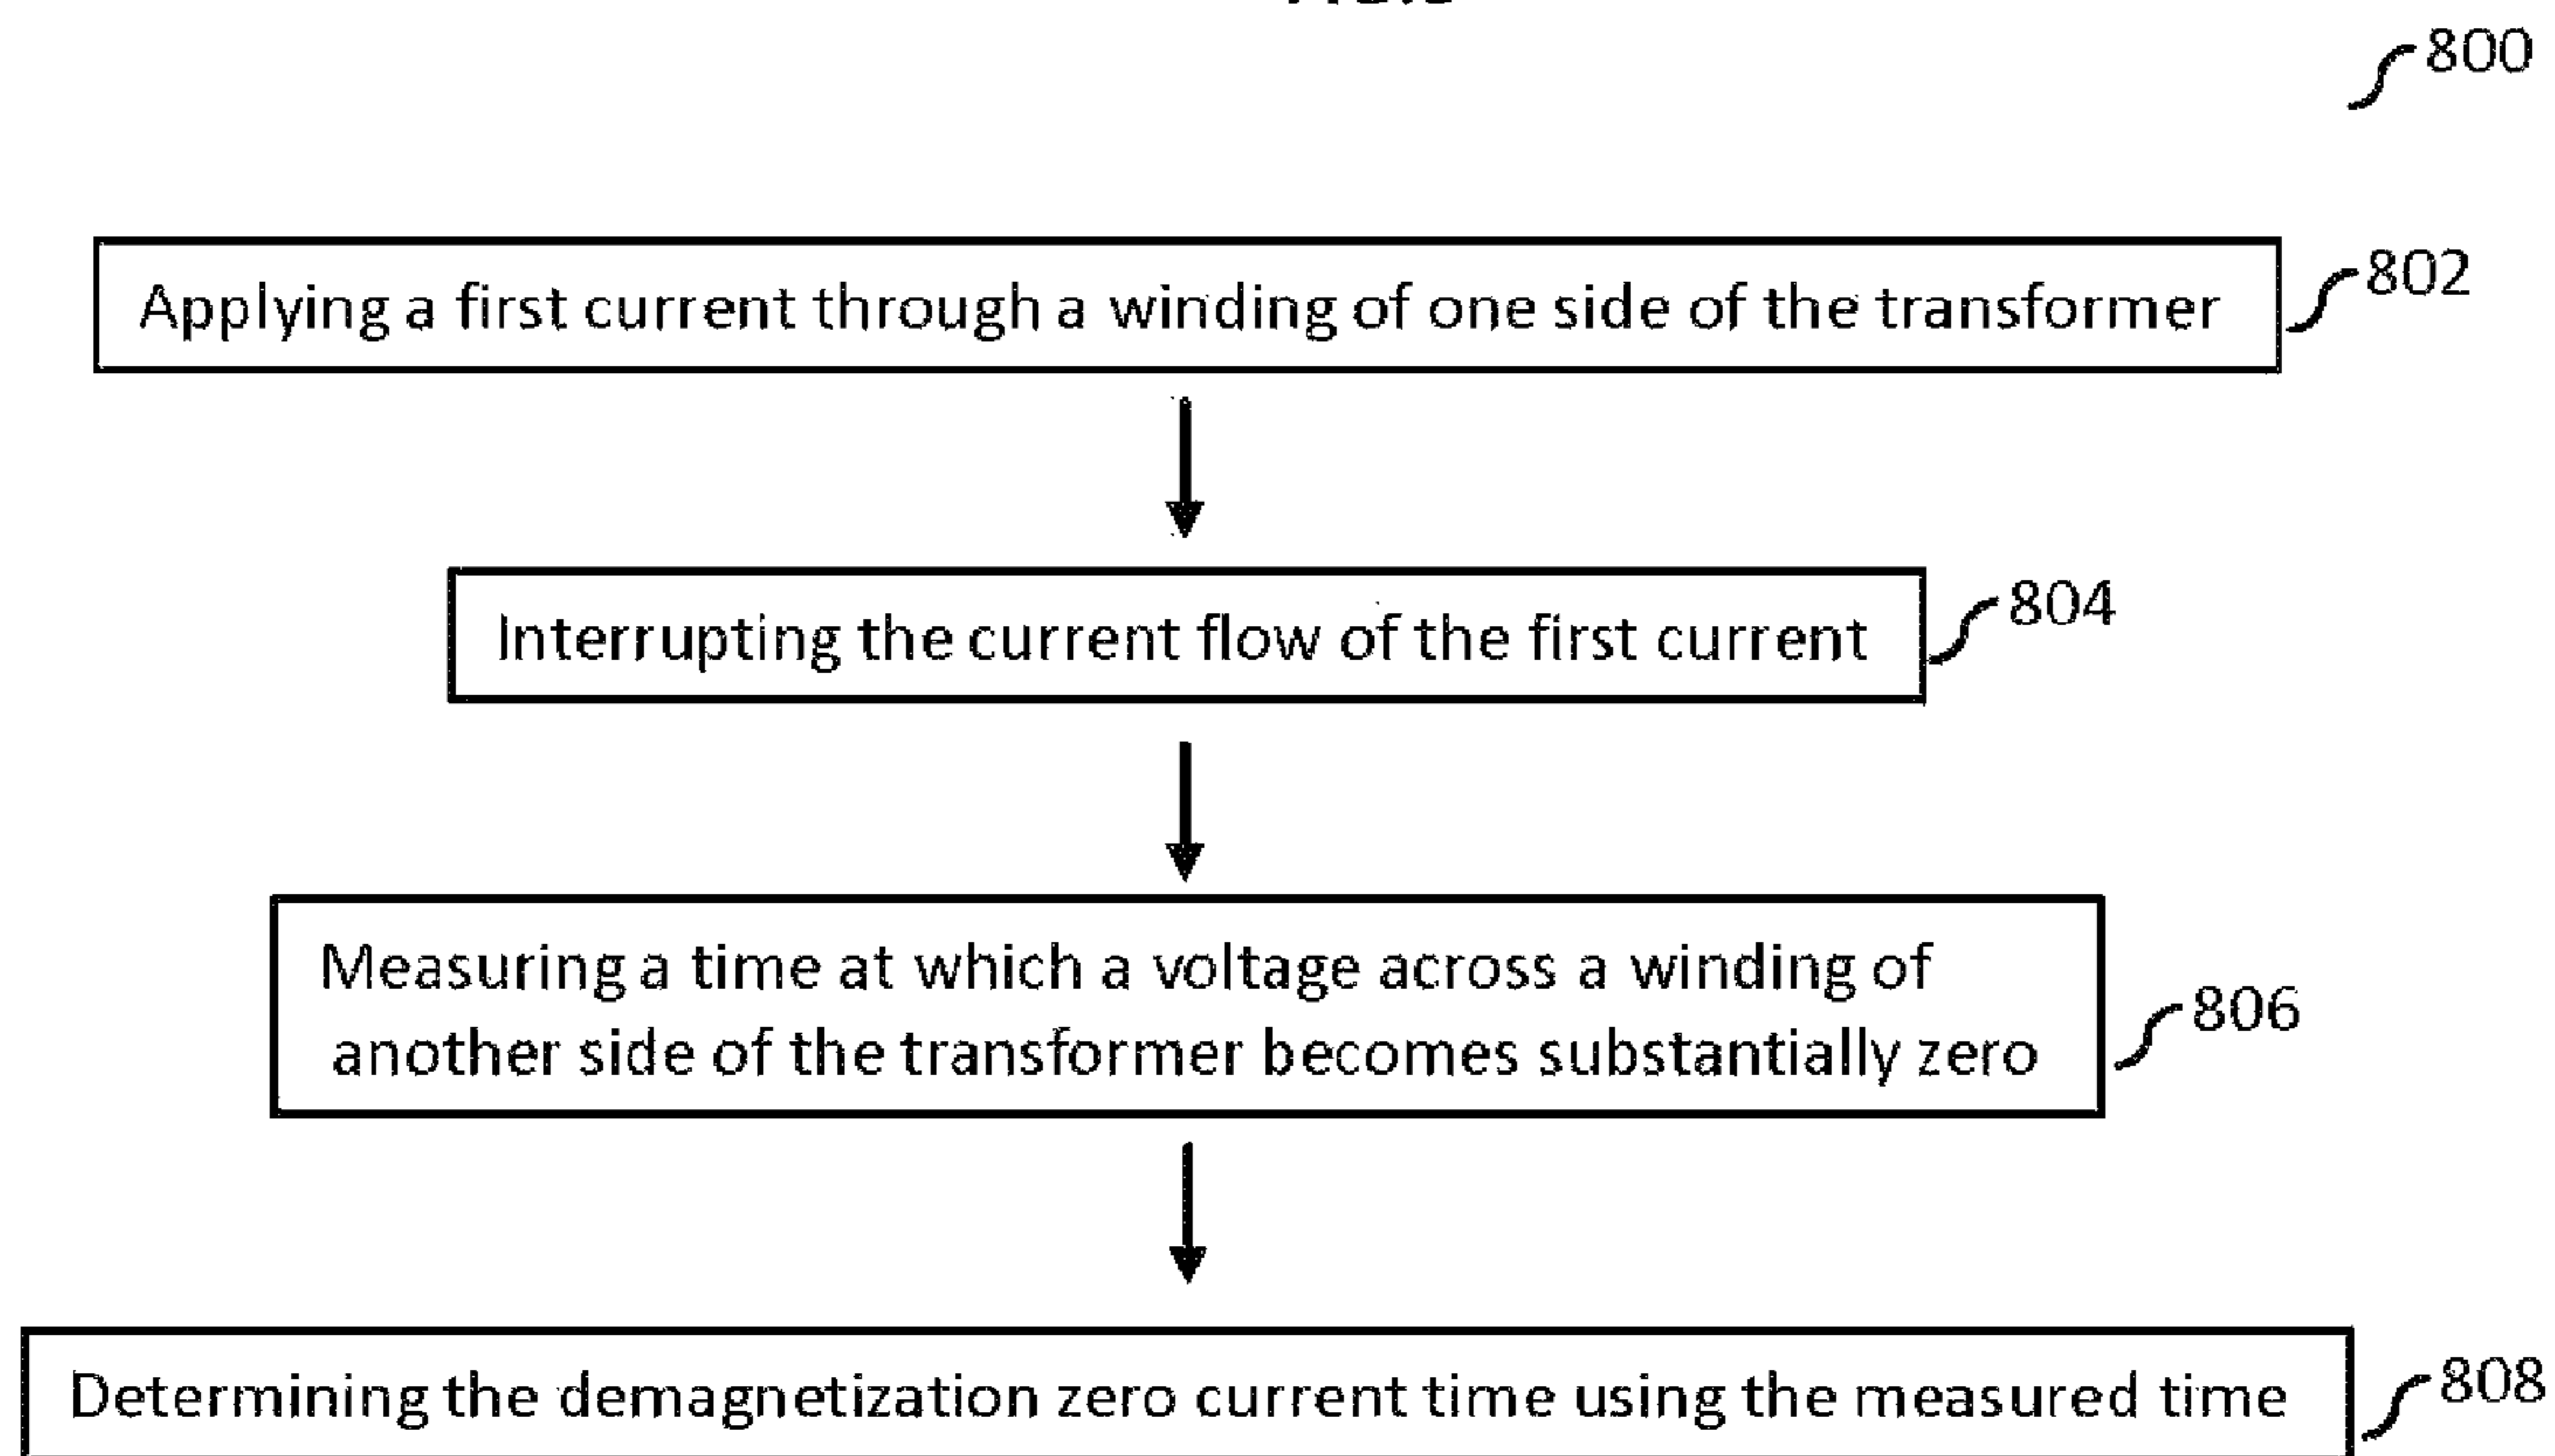 800
Applying a first current through a winding of one side of the transformer
802
Interrupting the current flow of the first current
804
Measuring a time at which a voltage across a winding of
another side of the transformer becomes substantially zero
806
Determining the demagnetization zero current time using the measured time
808